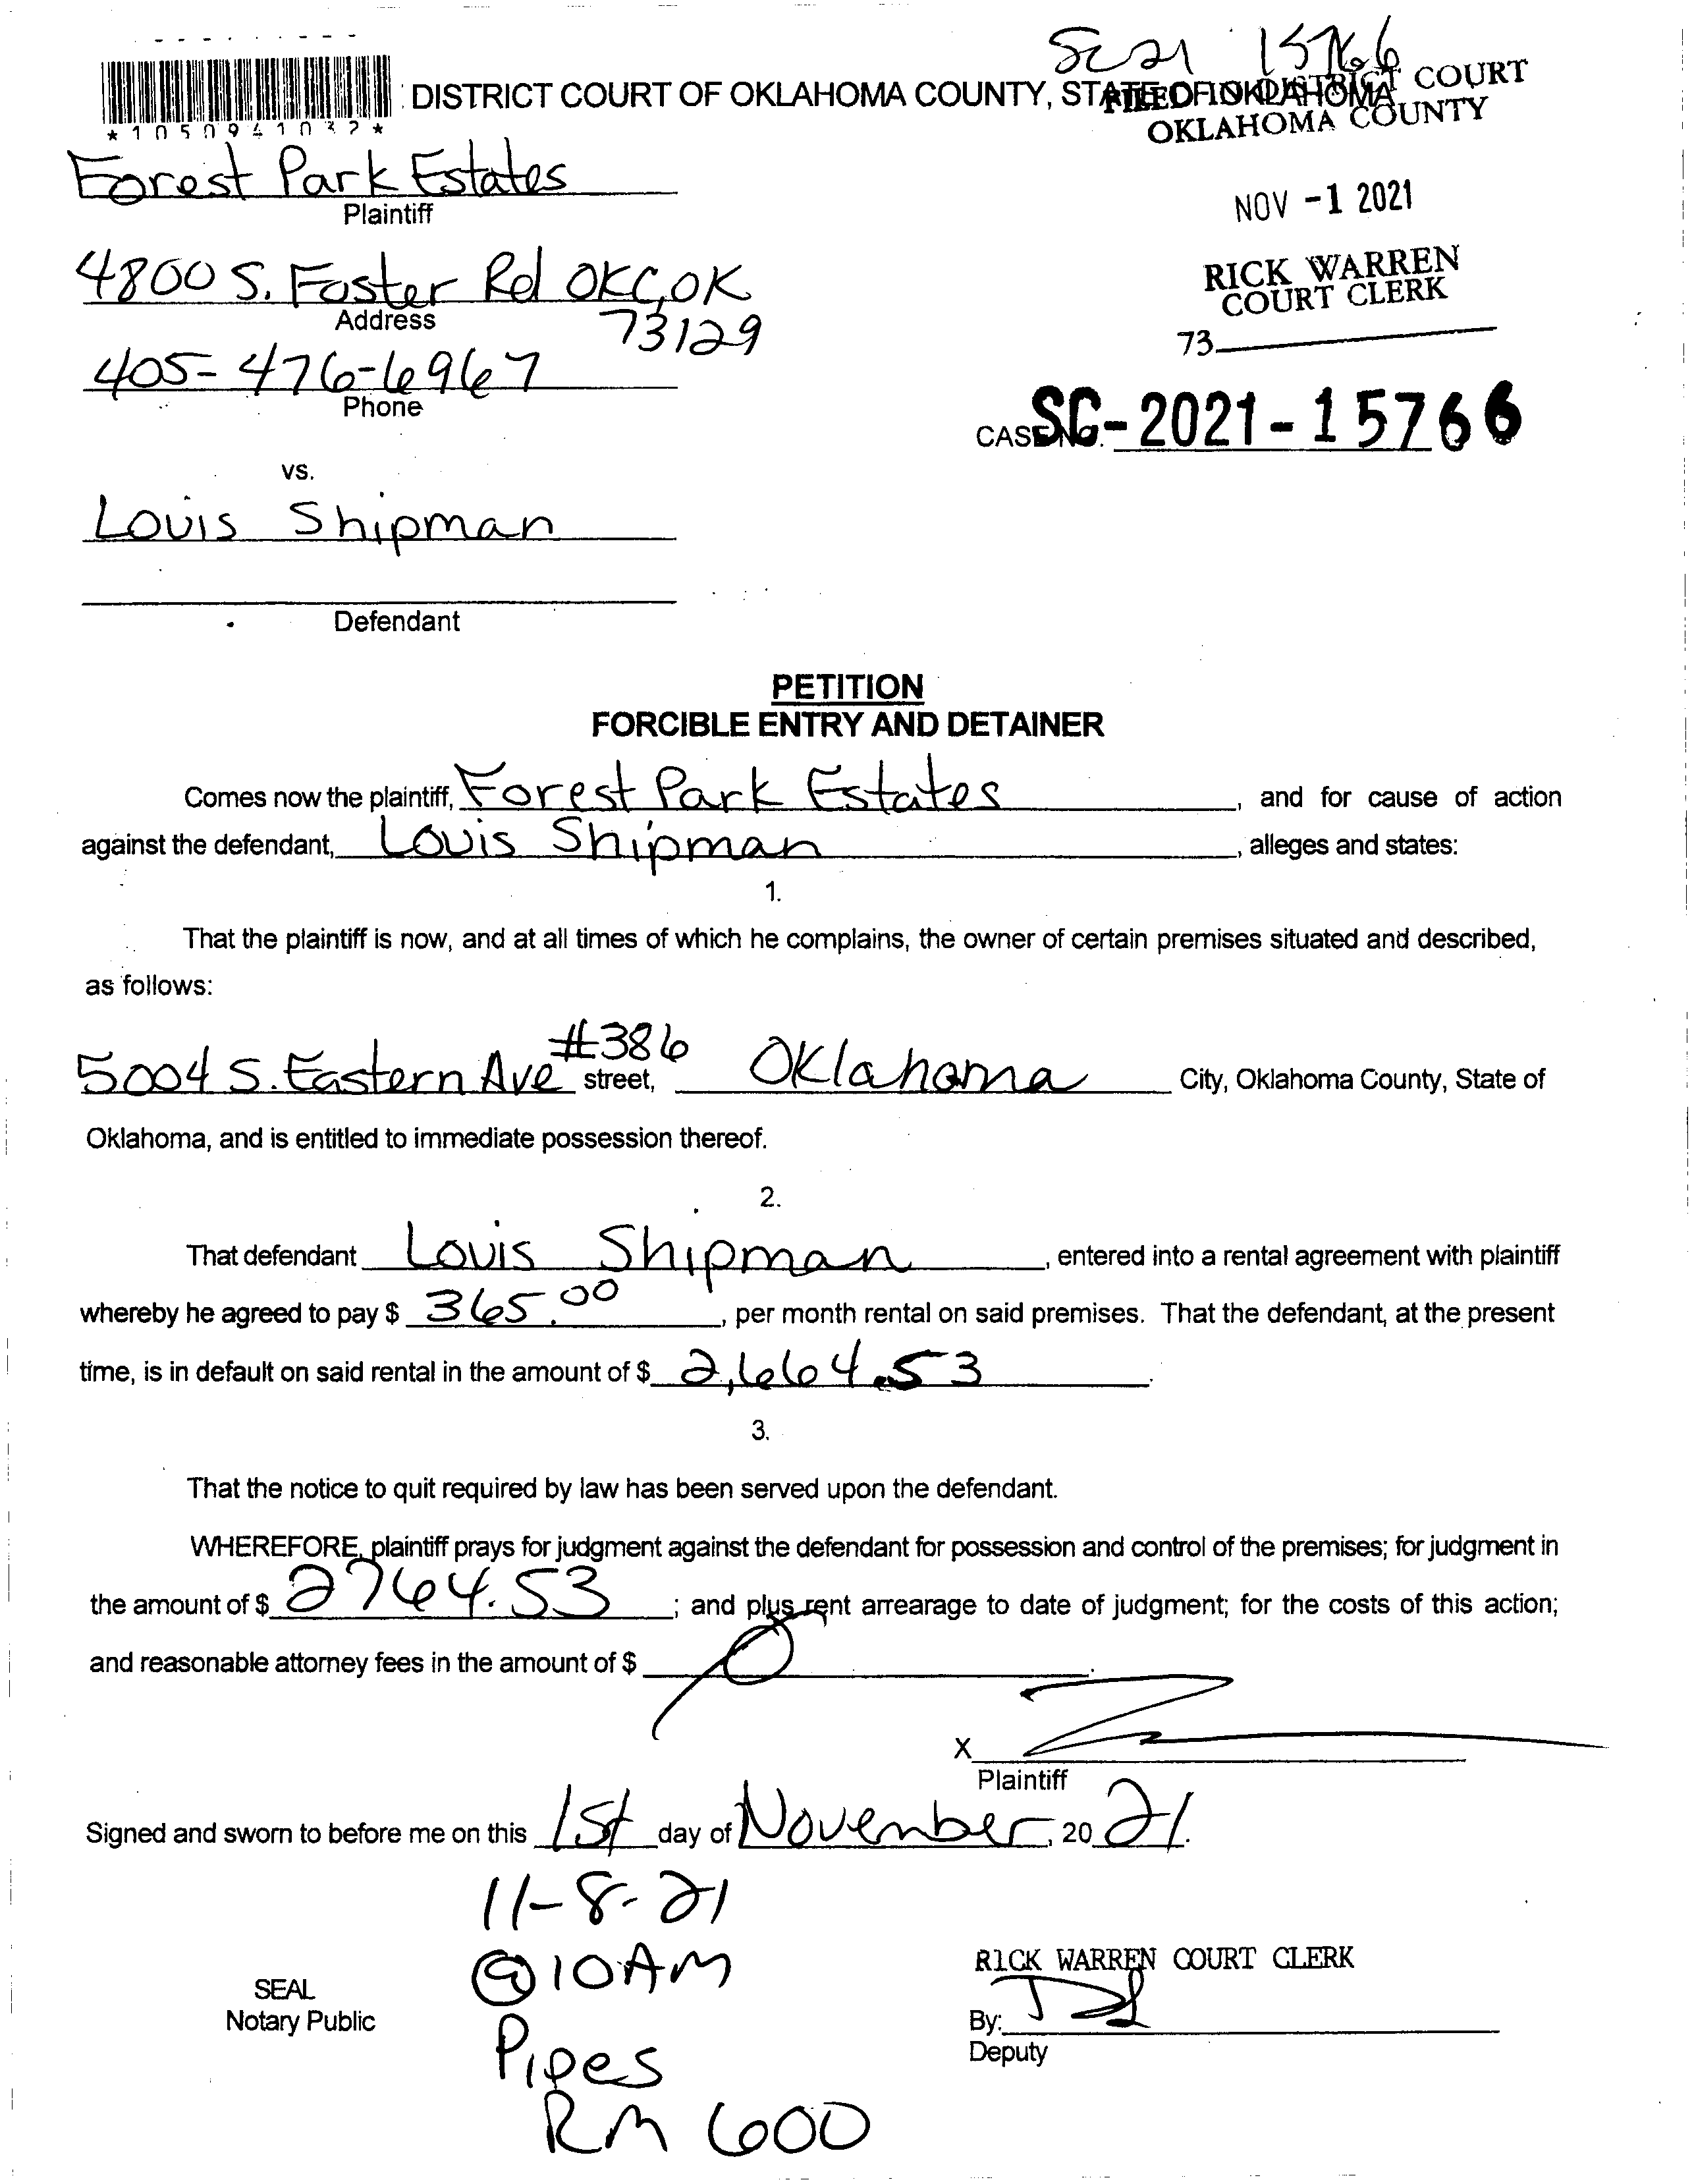 SC21 15766
DISTRICT COURT OF OKLAHOMA COUNTY, STATE OF OKLAHOMA
FILED IN DISTRICT COURT
OKLAHOMA COUNTY
*1050941032*
Forest Park Estates
Plaintiff
NOV -1 2021
4800 S. Foster Rd OKC, OK
73129
Address
RICK WARREN
COURT CLERK
73
405-476-6967
Phone
CASE NO. SC-2021-15766
vs.
Louis Shipman
Defendant
PETITION
FORCIBLE ENTRY AND DETAINER
Comes now the plaintiff, Forest Park Estates, and for cause of action
against the defendant, Louis Shipman, alleges and states:
1.
That the plaintiff is now, and at all times of which he complains, the owner of certain premises situated and described,
as follows:
5004 S. Eastern Ave #386 street, Oklahoma City, Oklahoma County, State of
Oklahoma, and is entitled to immediate possession thereof.
2.
That defendant Louis Shipman, entered into a rental agreement with plaintiff
whereby he agreed to pay $ 365.00, per month rental on said premises. That the defendant, at the present
time, is in default on said rental in the amount of $ 2,664.53.
3.
That the notice to quit required by law has been served upon the defendant.
WHEREFORE, plaintiff prays for judgment against the defendant for possession and control of the premises; for judgment in
the amount of $ 2764.53; and plus rent arrearage to date of judgment; for the costs of this action;
and reasonable attorney fees in the amount of $ 0.
X
Plaintiff
Signed and sworn to before me on this 1st day of November, 20 21.
11-8-21
@10AM
Pipes
RM 600
SEAL
Notary Public
RICK WARREN COURT CLERK
By:
Deputy